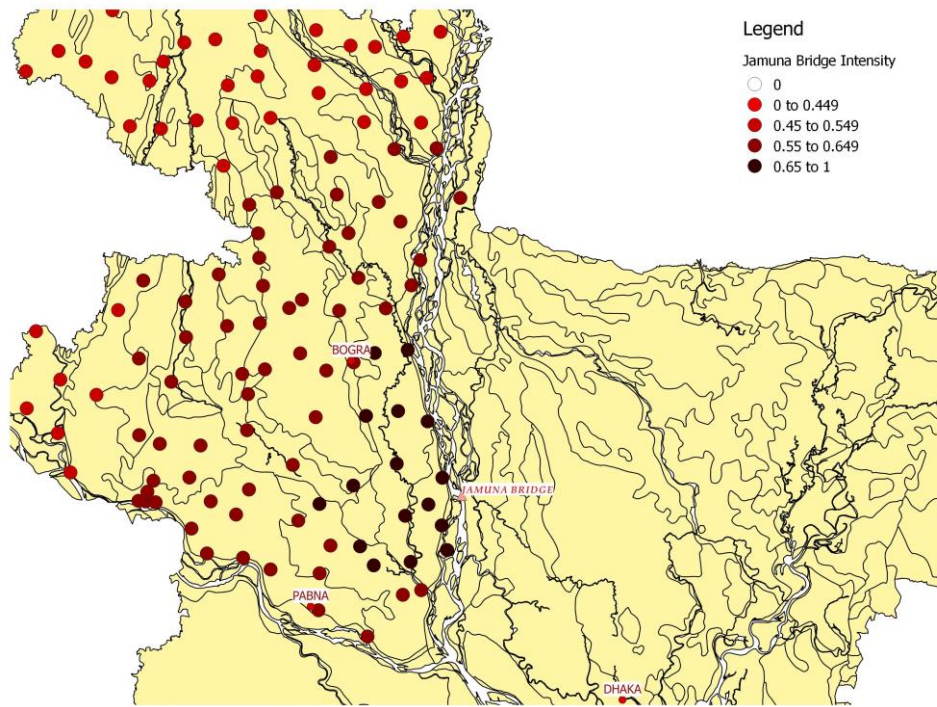 Legend
Jamuna Bridge Intensity
0
0 to 0.449
0.45 to 0.549
0.55 to 0.649
0.65 to 1
BOGRA
JAMUNA BRIDGE
PABNA
DHAKA